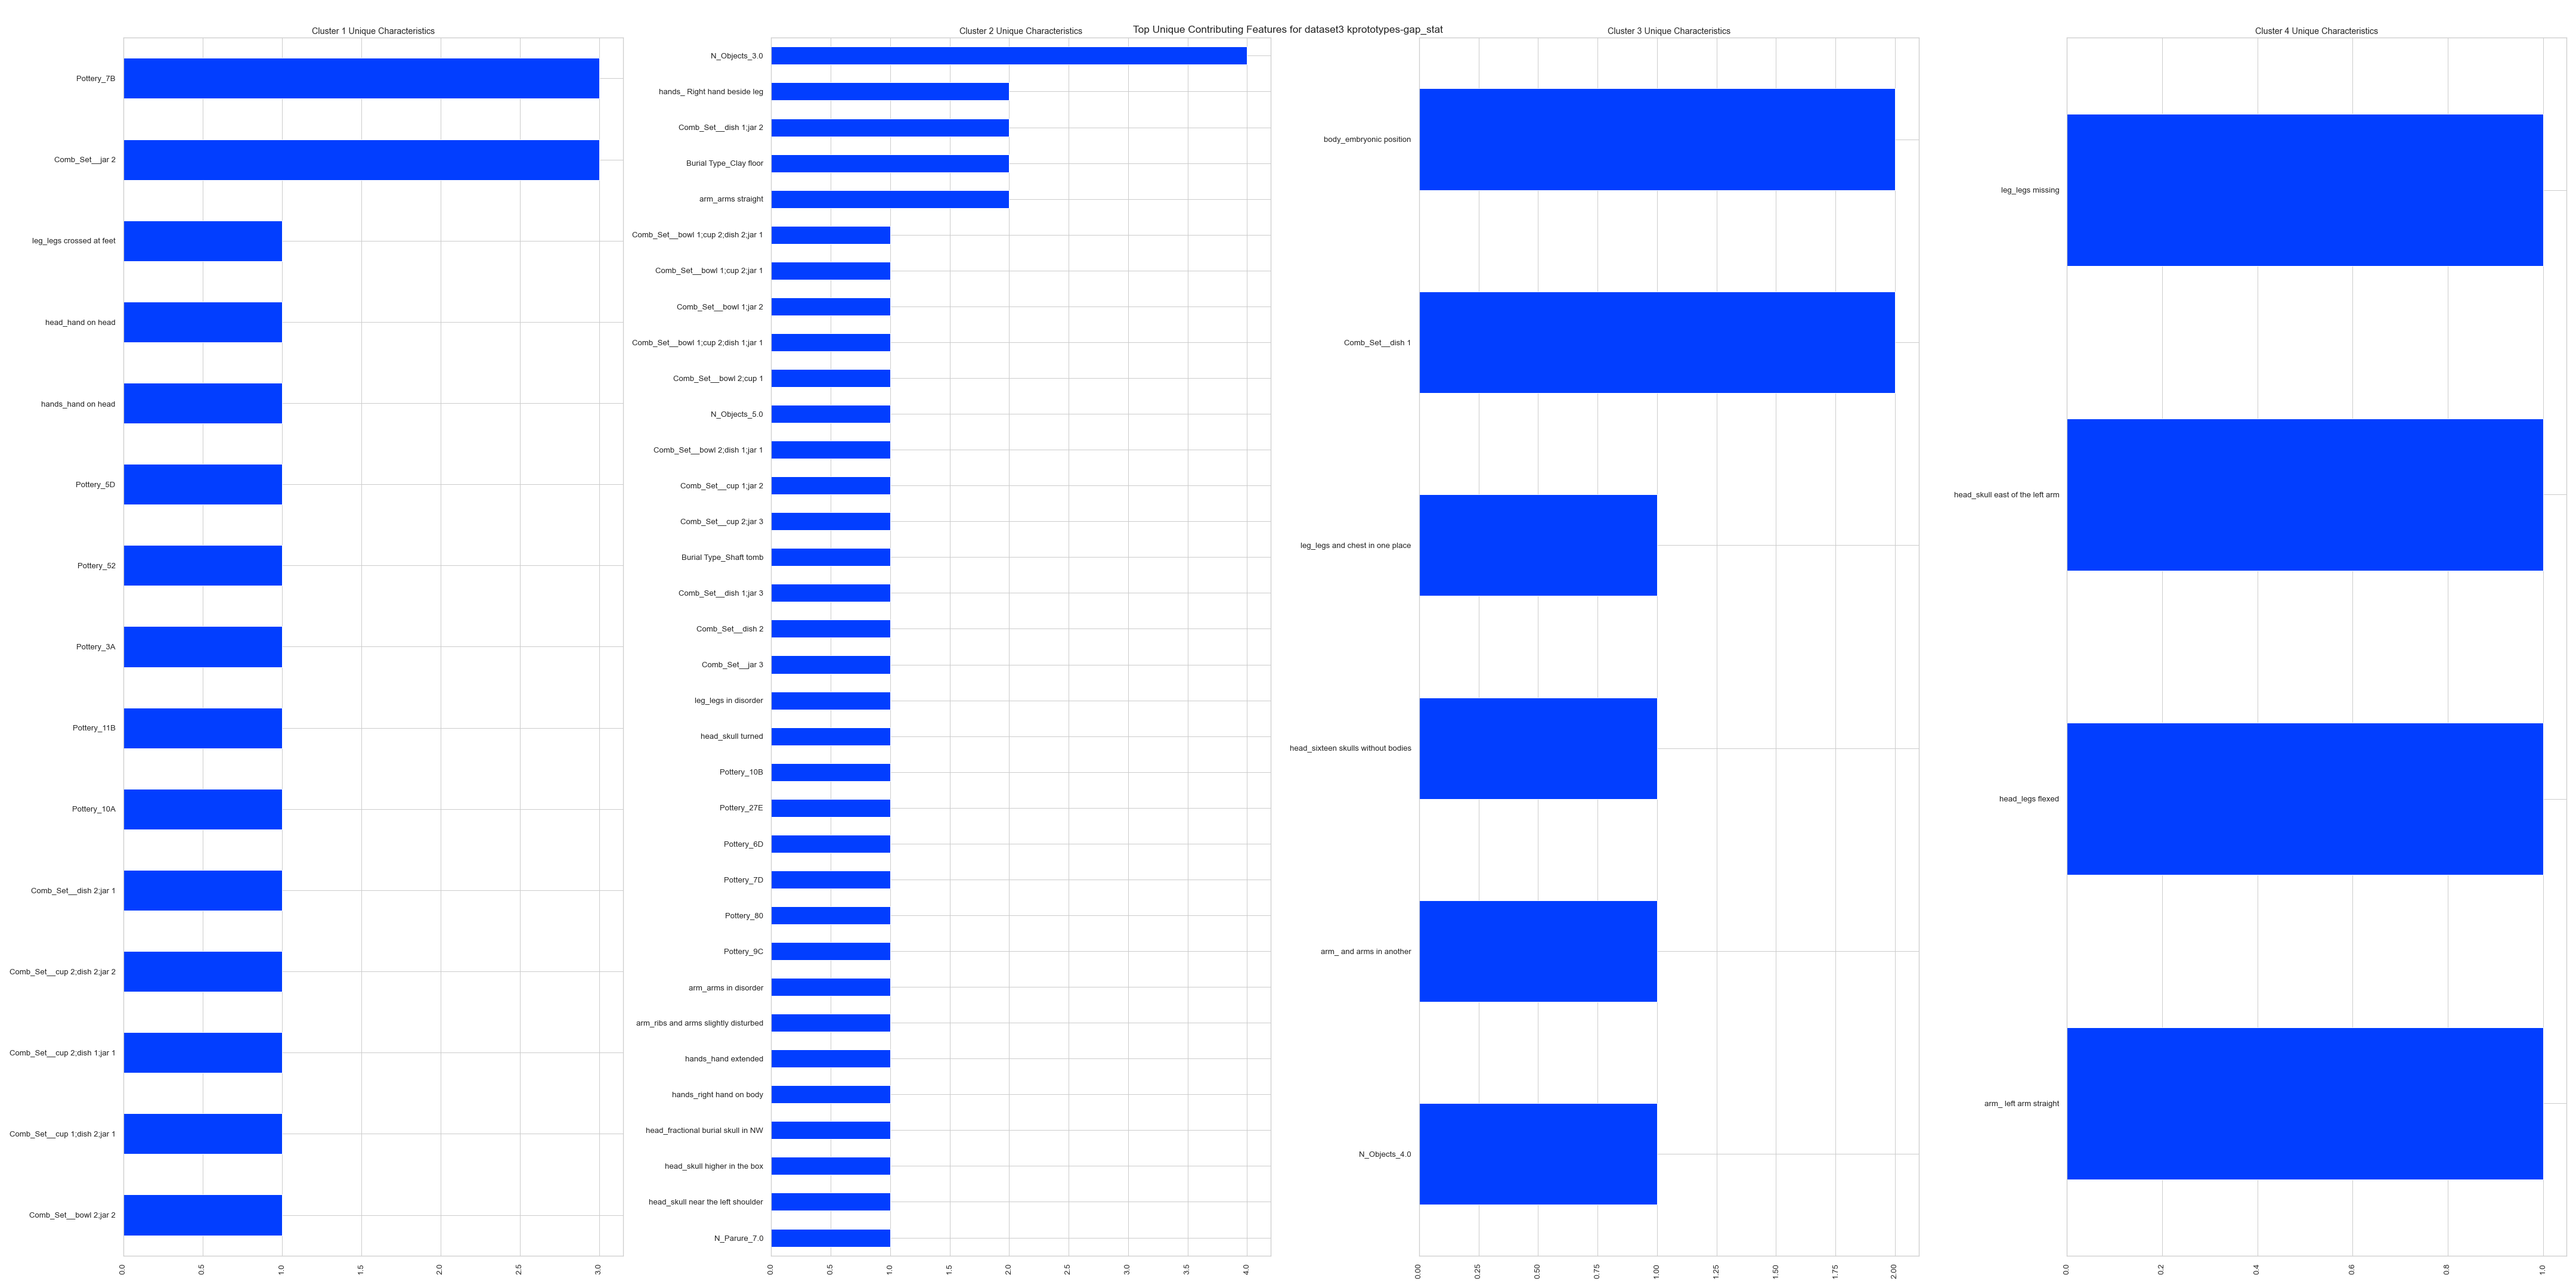 Top Unique Contributing Features for dataset3 kprototypes-gap_stat
Cluster 1 Unique Characteristics
Pottery_7B
Comb_Set__jar 2
leg_legs crossed at feet
head_hand on head
hands_hand on head
Pottery_5D
Pottery_52
Pottery_3A
Pottery_11B
Pottery_10A
Comb_Set__dish 2;jar 1
Comb_Set__cup 2;dish 2;jar 2
Comb_Set__cup 2;dish 1;jar 1
Comb_Set__cup 1;dish 2;jar 1
Comb_Set__bowl 2;jar 2
0.0
0.5
1.0
1.5
2.0
2.5
3.0
Cluster 2 Unique Characteristics
N_Objects_3.0
hands_ Right hand beside leg
Comb_Set__dish 1;jar 2
Burial Type_Clay floor
arm_arms straight
Comb_Set__bowl 1;cup 2;dish 2;jar 1
Comb_Set__bowl 1;cup 2;jar 1
Comb_Set__bowl 1;jar 2
Comb_Set__bowl 1;cup 2;dish 1;jar 1
Comb_Set__bowl 2;cup 1
N_Objects_5.0
Comb_Set__bowl 2;dish 1;jar 1
Comb_Set__cup 1;jar 2
Comb_Set__cup 2;jar 3
Burial Type_Shaft tomb
Comb_Set__dish 1;jar 3
Comb_Set__dish 2
Comb_Set__jar 3
leg_legs in disorder
head_skull turned
Pottery_10B
Pottery_27E
Pottery_6D
Pottery_7D
Pottery_80
Pottery_9C
arm_arms in disorder
arm_ribs and arms slightly disturbed
hands_hand extended
hands_right hand on body
head_fractional burial skull in NW
head_skull higher in the box
head_skull near the left shoulder
N_Parure_7.0
0.0
0.5
1.0
1.5
2.0
2.5
3.0
3.5
4.0
Cluster 3 Unique Characteristics
body_embryonic position
Comb_Set__dish 1
leg_legs and chest in one place
head_sixteen skulls without bodies
arm_ and arms in another
N_Objects_4.0
0.00
0.25
0.50
0.75
1.00
1.25
1.50
1.75
2.00
Cluster 4 Unique Characteristics
leg_legs missing
head_skull east of the left arm
head_legs flexed
arm_ left arm straight
0.0
0.2
0.4
0.6
0.8
1.0